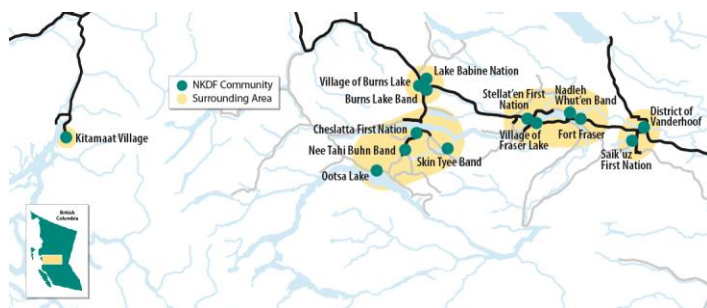 Lake Babine Nation
Village of Burns Lake
Burns Lake Band
Stellat'en First
Nation
Nadleh
Whut'en Band
District of
Vanderhoof
NKDF Community
Surrounding Area
Kitamaat Village
Cheslatta First Nation
Nee Tahi Buhn Band
Skin Tyee Band
Ootsa Lake
Village of
Fraser Lake
Fort Fraser
Saik'uz
First Nation
British
Columbia